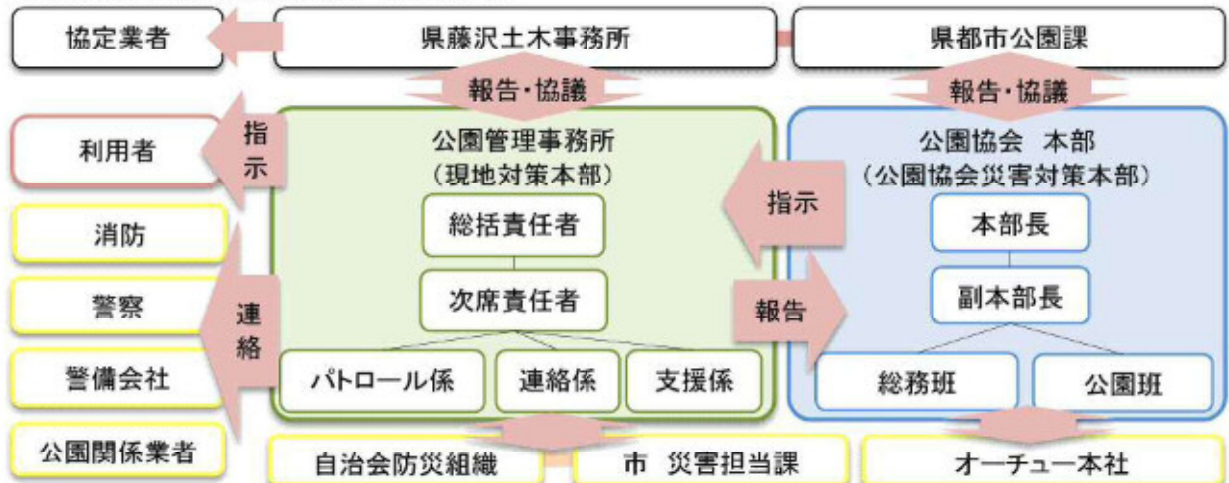 協定業者
県藤沢土木事務所
県都市公園課
報告・協議
報告・協議
利用者
指示
公園管理事務所
(現地対策本部)
公園協会 本部
(公園協会災害対策本部)
指示
総括責任者
本部長
消防
警察
連絡
次席責任者
報告
副本部長
警備会社
パトロール係
連絡係
支援係
総務班
公園班
公園関係業者
自治会防災組織
市 災害担当課
オーチュー本社